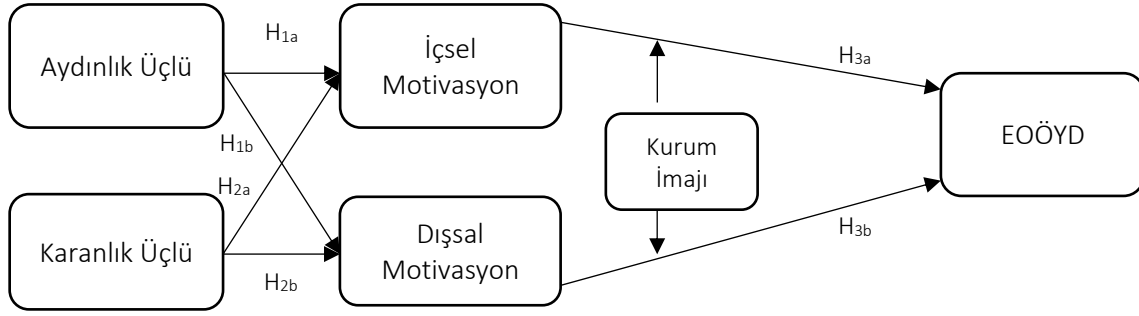 Aydınlık Üçlü
H1a
İçsel
Motivasyon
H3a
H1b
H2a
Kurum
İmajı
EOÖYD
Karanlık Üçlü
H2b
Dışsal
Motivasyon
H3b